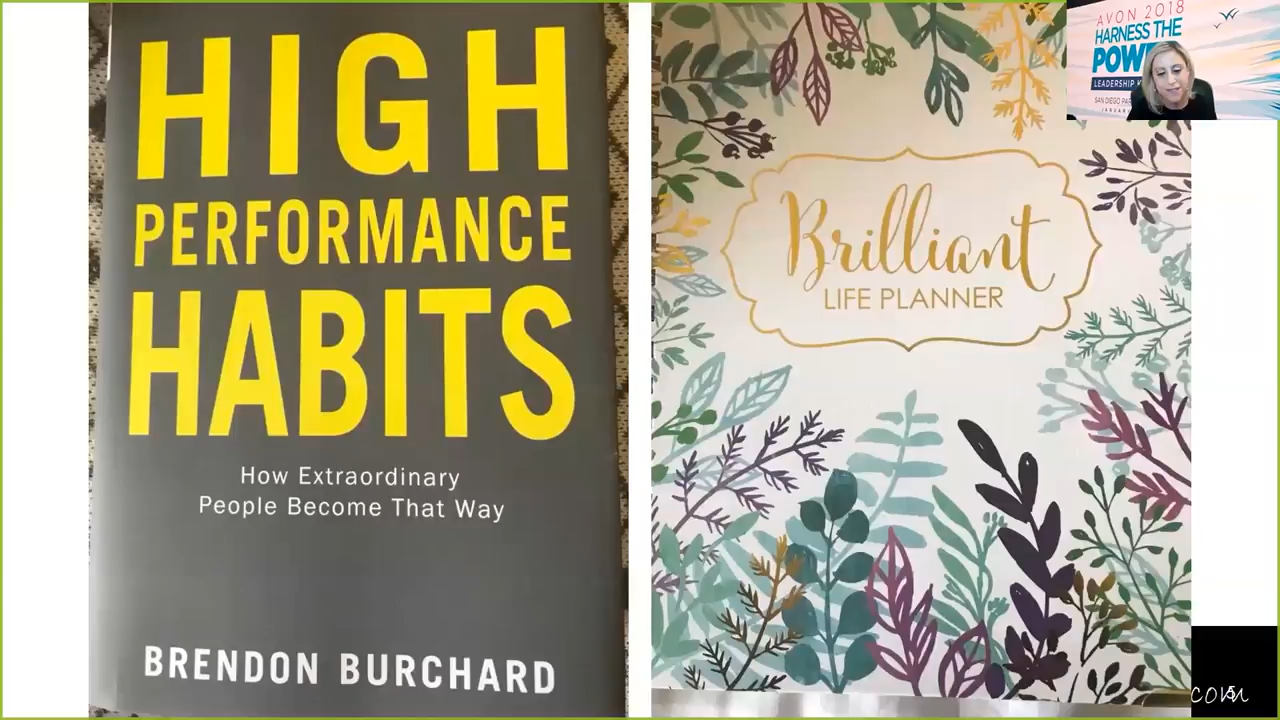 HIGH
PERFORMANCE
HABITS
How Extraordinary
People Become That Way
BRENDON BURCHARD
Brilliant
LIFE PLANNER
AVON 2018
HARNESS THE
LEADERSHIP
SAN DIEGO
com